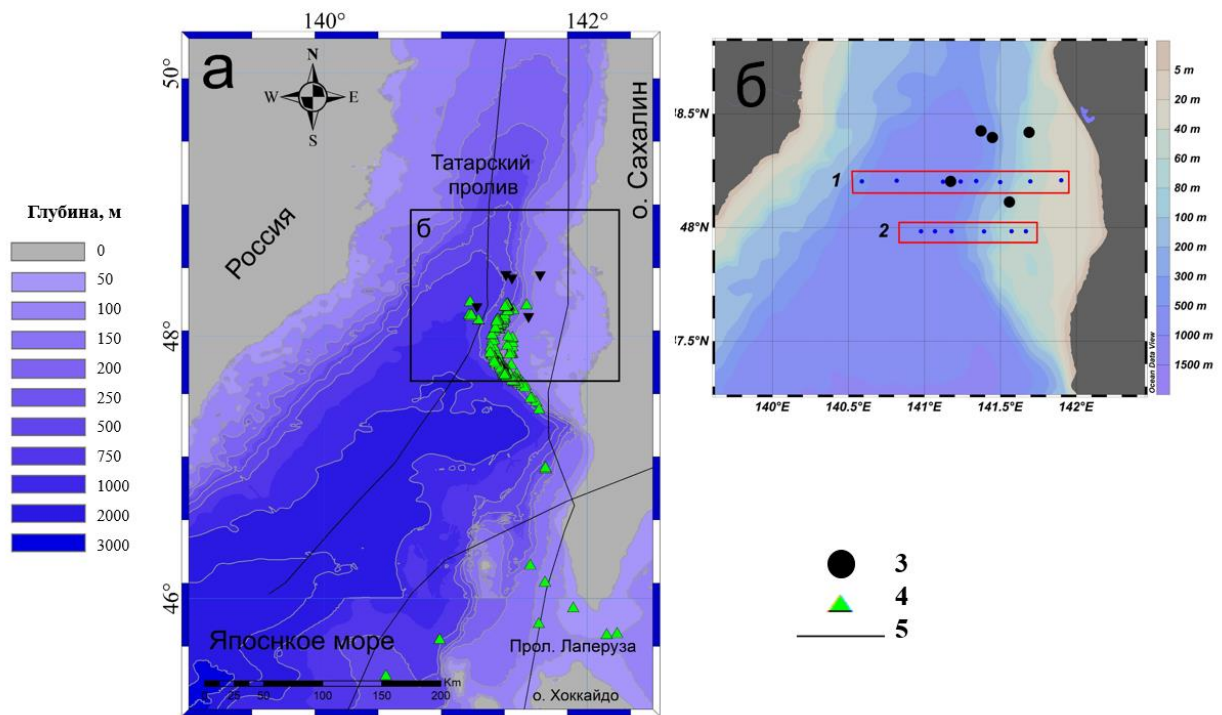 140°
142°
а
N
W
E
S
50°
48°
46°
Татарский
пролив
о. Сахалин
Россия
б
Япоснкое море
Прол. Лаперуза
о. Хоккайдо
Km
0 25 50 100 150 200
Глубина, м
0
50
100
150
200
250
500
750
1000
2000
3000
б
48.5°N
48°N
47.5°N
1
2
140°E
140.5°E
141°E
141.5°E
142°E
5 m
20 m
40 m
60 m
80 m
100 m
200 m
300 m
500 m
1000 m
1500 m
Ocean Data View
3
4
5